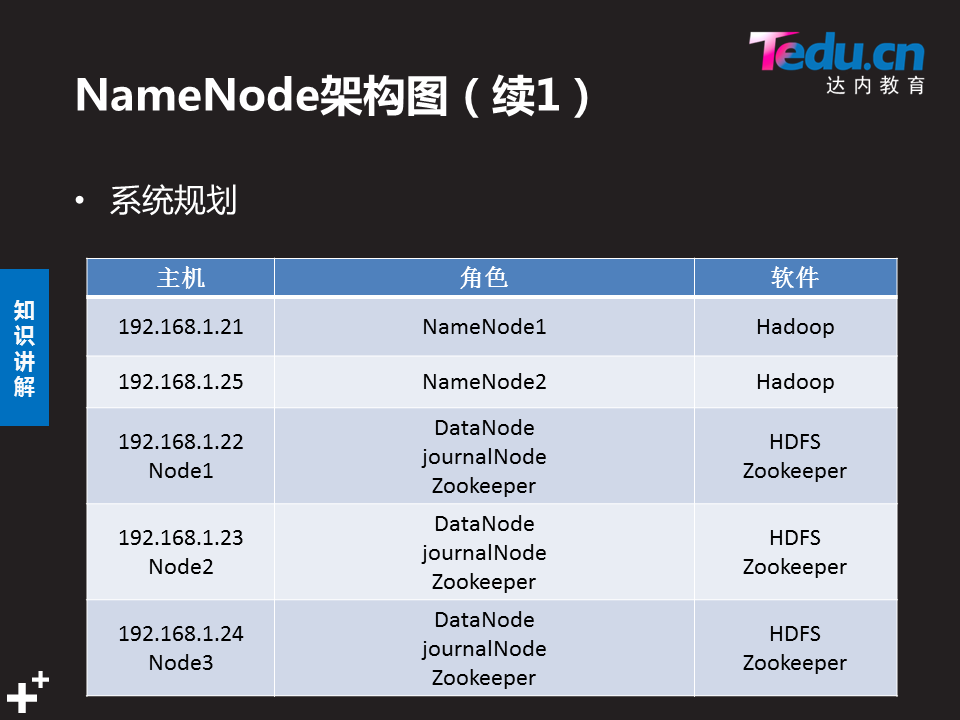 Tedu.cn
达内教育
NameNode架构图（续1）
• 系统规划
知
识
讲
解
主机 角色 软件
192.168.1.21 NameNode1 Hadoop
192.168.1.25 NameNode2 Hadoop
192.168.1.22
Node1
DataNode
journalNode
Zookeeper
HDFS
Zookeeper
192.168.1.23
Node2
DataNode
journalNode
Zookeeper
HDFS
Zookeeper
192.168.1.24
Node3
DataNode
journalNode
Zookeeper
HDFS
Zookeeper